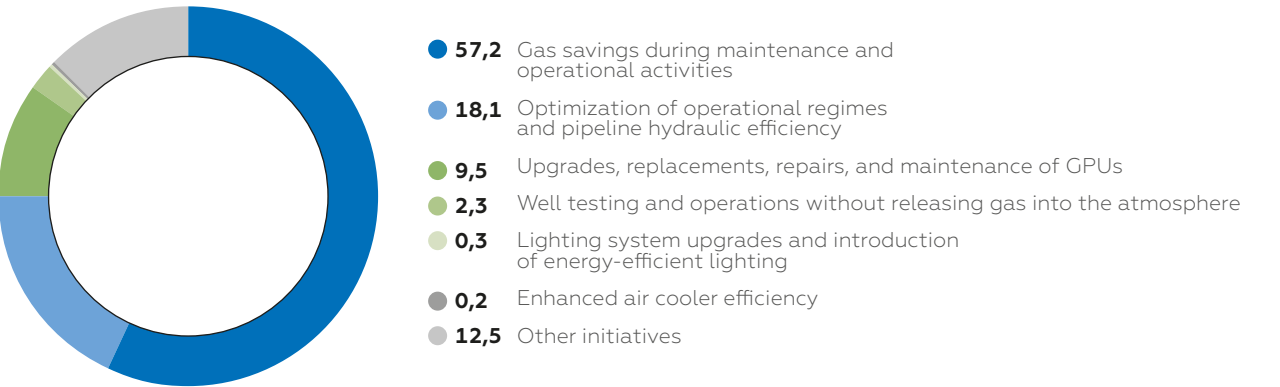 57,2 Gas savings during maintenance and
operational activities
18,1 Optimization of operational regimes
and pipeline hydraulic efficiency
9,5 Upgrades, replacements, repairs, and maintenance of GPUs
2,3 Well testing and operations without releasing gas into the atmosphere
0,3 Lighting system upgrades and introduction
of energy-efficient lighting
0,2 Enhanced air cooler efficiency
12,5 Other initiatives